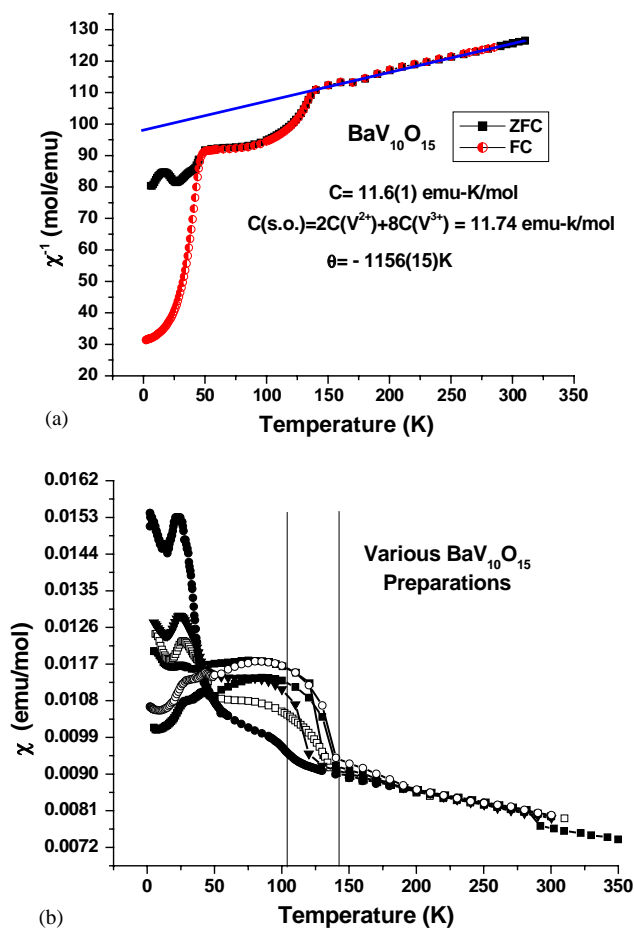 130
120
110
100
90
80
70
60
50
40
30
20
χ⁻¹ (mol/emu)
ZFC
FC
BaV₁₀O₁₅
C= 11.6(1) emu-K/mol
C(s.o.)=2C(V²⁺)+8C(V³⁺) = 11.74 emu-k/mol
θ= - 1156(15)K
0 50 100 150 200 250 300 350
Temperature (K)
(a)
0.0162
0.0153
0.0144
0.0135
0.0126
0.0117
0.0108
0.0099
0.0090
0.0081
0.0072
χ (emu/mol)
Various BaV₁₀O₁₅
Preparations
0 50 100 150 200 250 300 350
Temperature (K)
(b)